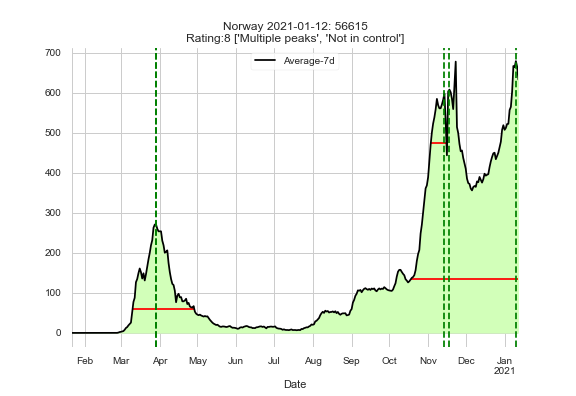 Norway 2021-01-12: 56615
Rating:8 ['Multiple peaks', 'Not in control']
Average-7d
700
600
500
400
300
200
100
0
Feb Mar Apr May Jun Jul Aug Sep Oct Nov Dec Jan
2021
Date